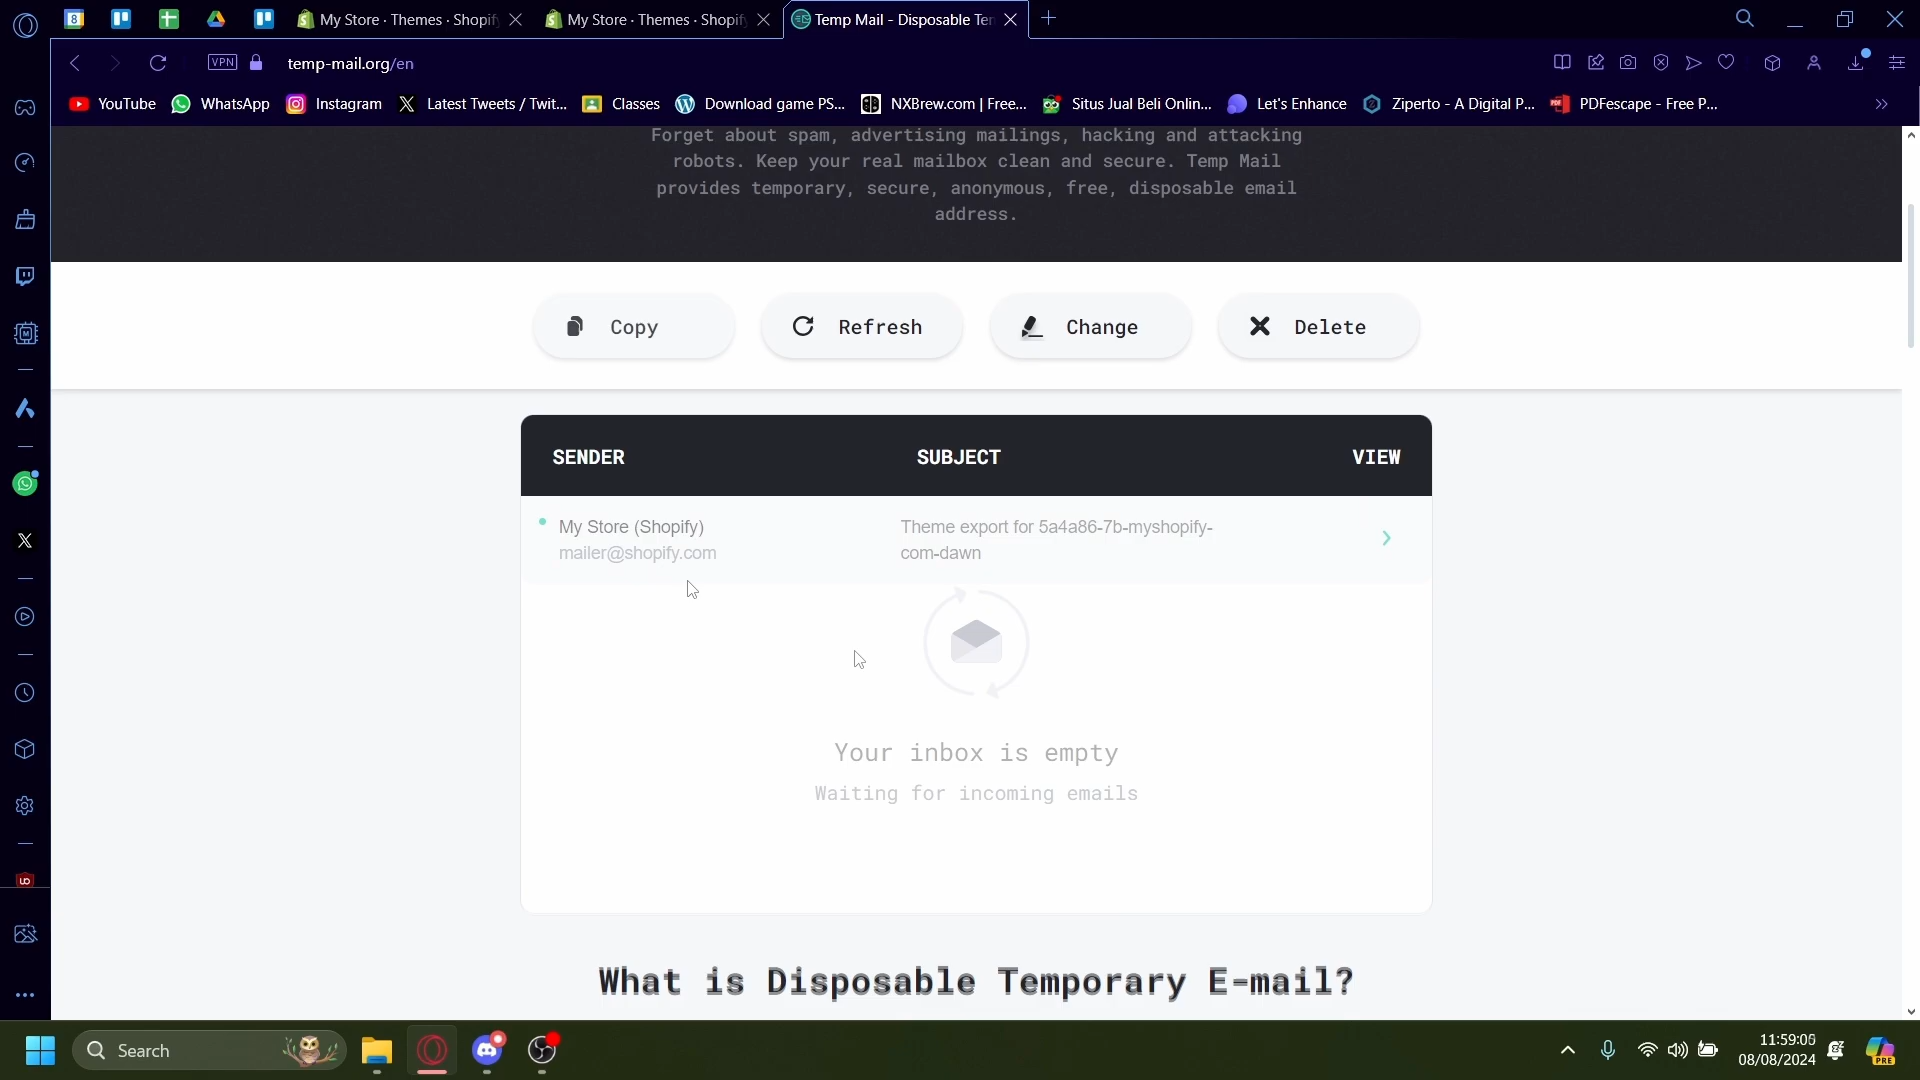 My Store · Themes · Shopify
My Store · Themes · Shopify
Temp Mail - Disposable Ter
VPN
temp-mail.org/en
YouTube
WhatsApp
Instagram
Latest Tweets / Twit...
Classes
Download game PS...
NXBrew.com | Free...
Situs Jual Beli Onlin...
Let's Enhance
Ziperto - A Digital P...
PDFescape - Free P...
Forget about spam, advertising mailings, hacking and attacking
robots. Keep your real mailbox clean and secure. Temp Mail
provides temporary, secure, anonymous, free, disposable email
address.
Copy
Refresh
Change
Delete
SENDER
SUBJECT
VIEW
My Store (Shopify)
mailer@shopify.com
Theme export for 5a4a86-7b-myshopify-
com-dawn
Your inbox is empty
Waiting for incoming emails
What is Disposable Temporary E-mail?
Search
11:59:05
08/08/2024
PRE